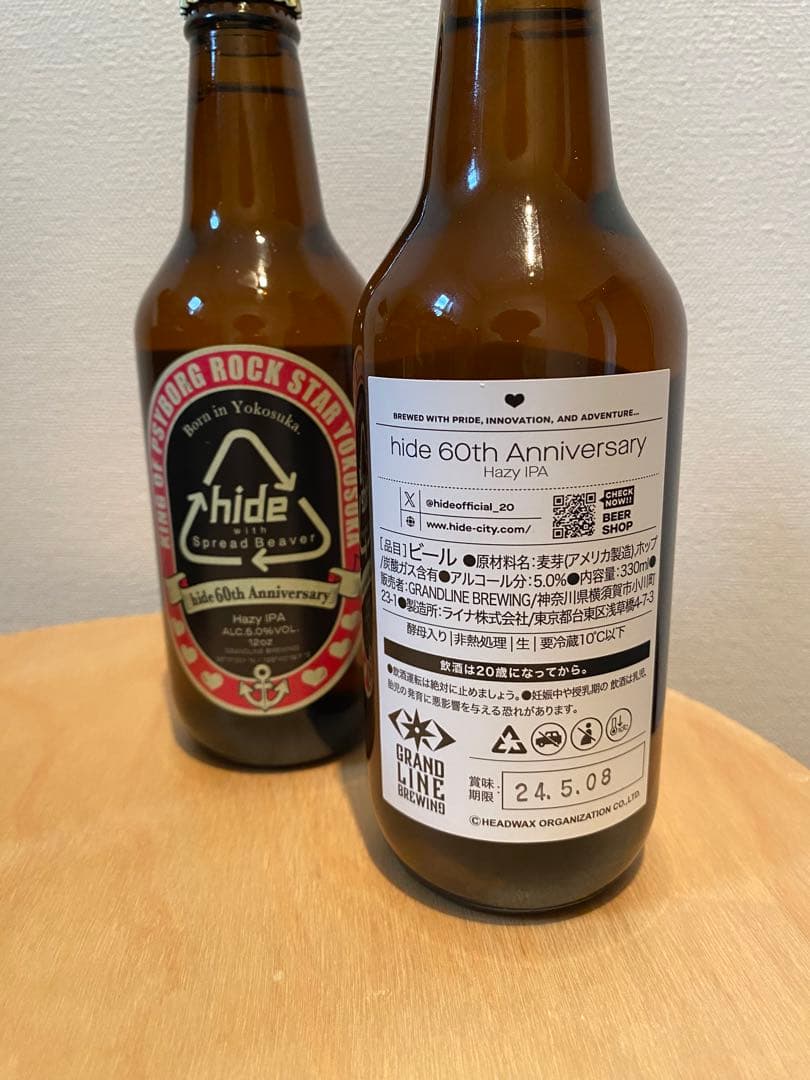 KING OF PSYBORG ROCK STAR YOKOSUKA
Born in Yokosuka.
hide
with
Spread Beaver
hide 60th Anniversary
Hazy IPA
ALC.5.0%VOL.
12oz
GRANDLINE BREWING
BREWED WITH PRIDE, INNOVATION, AND ADVENTURE...
hide 60th Anniversary
Hazy IPA
@hideofficial_20
www.hide-city.com/
CHECK NOW!!
BEER
SHOP
[品目]ビール ●原材料名:麦芽(アメリカ製造),ホップ
/炭酸ガス含有●アルコール分:5.0%●内容量:330ml●
販売者:GRANDLINE BREWING/神奈川県横須賀市小川町
23-1●製造所:ライナ株式会社/東京都台東区浅草橋4-7-3
酵母入り|非熱処理|生|要冷蔵10℃以下
飲酒は20歳になってから。
●飲酒運転は絶対に止めましょう。●妊娠中や授乳期の飲酒は乳児,
胎児の発育に悪影響を与える恐れがあります。
10℃
GRAND
LINE
BREWING
賞味
期限:
24.5.08
©HEADWAX ORGANIZATION CO.,LTD.